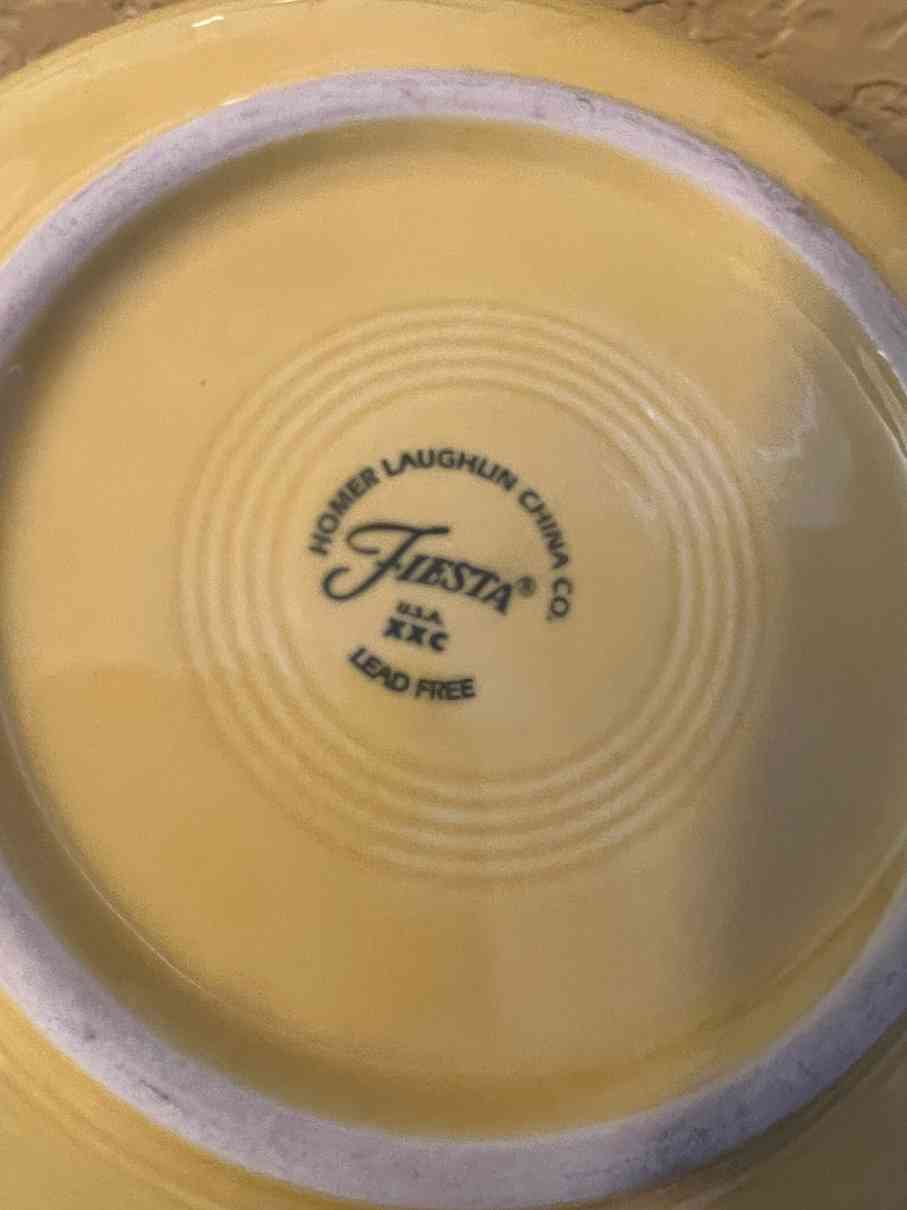 HOMER LAUGHLIN CHINA CO.
FIESTA®
U.S.A.
XXC
LEAD FREE